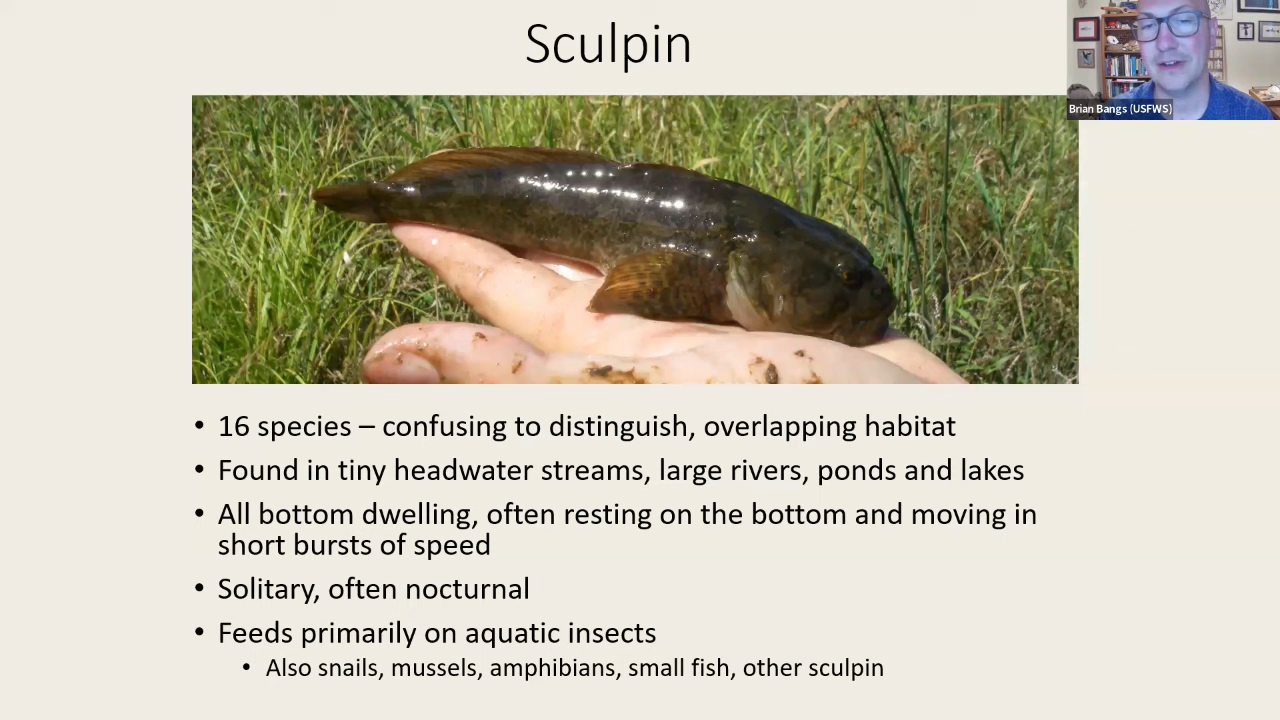 Sculpin
Brian Bangs (USFWS)
• 16 species – confusing to distinguish, overlapping habitat
• Found in tiny headwater streams, large rivers, ponds and lakes
• All bottom dwelling, often resting on the bottom and moving in
short bursts of speed
• Solitary, often nocturnal
• Feeds primarily on aquatic insects
• Also snails, mussels, amphibians, small fish, other sculpin